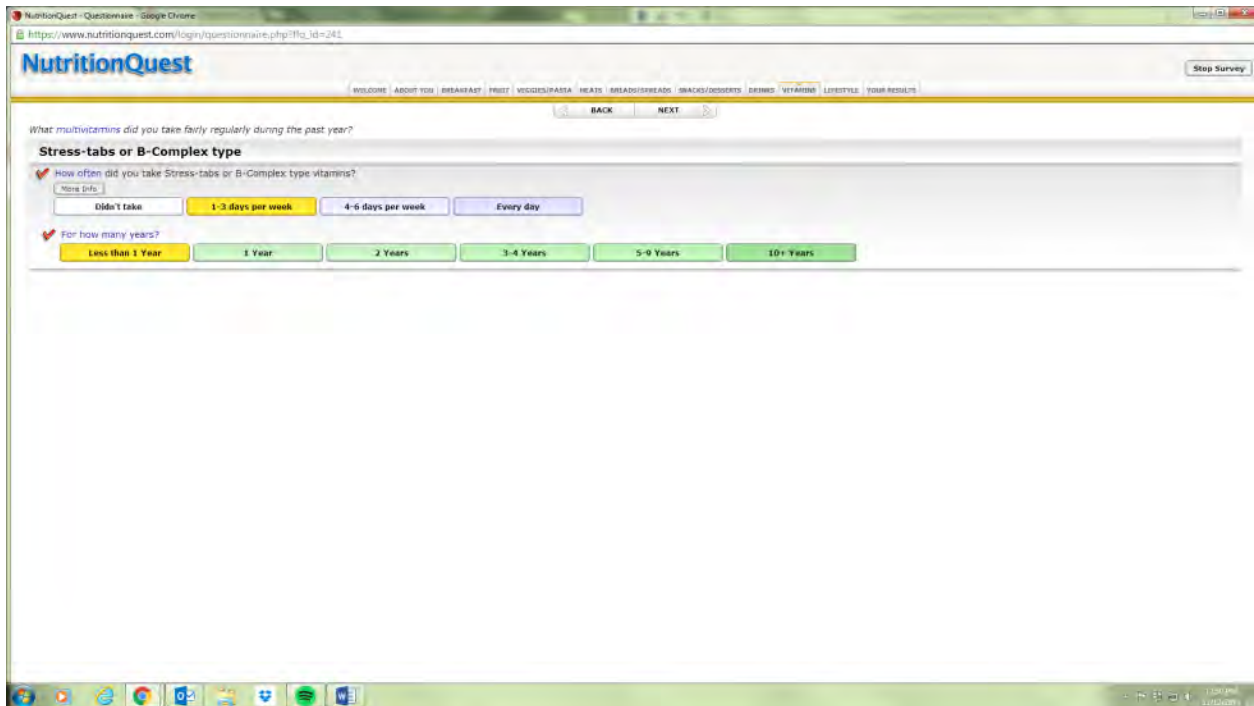 NutritionQuest - Questionnaire - Google Chrome
https://www.nutritionquest.com/login/questionnaire.php?flq_id=241
NutritionQuest
Stop Survey
WELCOME ABOUT YOU BREAKFAST FRUIT VEGGIES/PASTA MEATS BREADS/SPREADS SNACKS/DESSERTS DRINKS VITAMINS LIFESTYLE YOUR RESULTS
BACK NEXT
What multivitamins did you take fairly regularly during the past year?
Stress-tabs or B-Complex type
How often did you take Stress-tabs or B-Complex type vitamins?
More Info
Didn't take 1-3 days per week 4-6 days per week Every day
For how many years?
Less than 1 Year 1 Year 2 Years 3-4 Years 5-9 Years 10+ Years